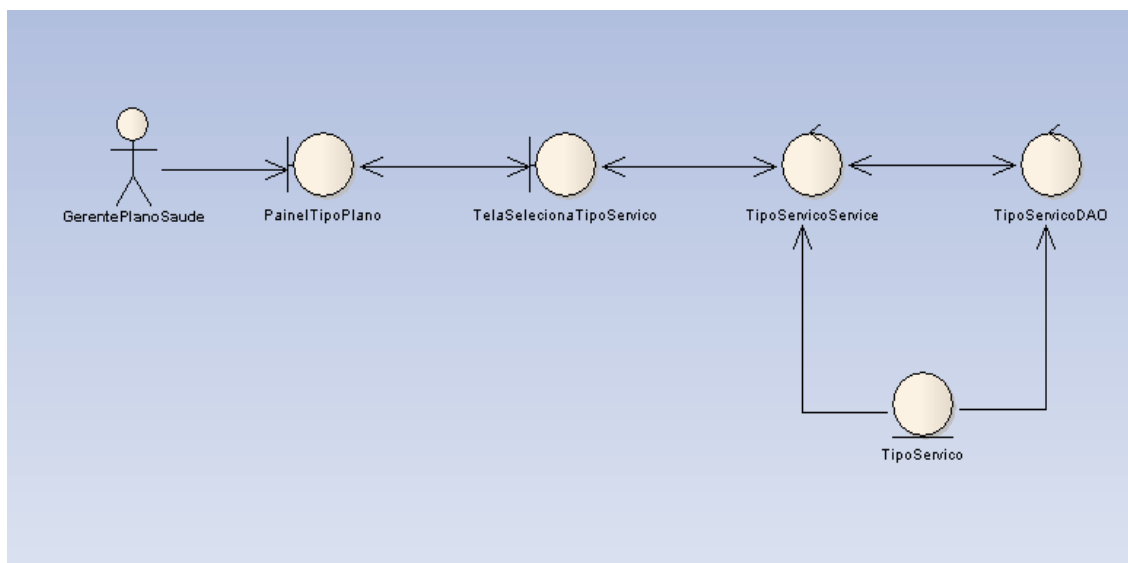 GerentePlanoSaude
PainelTipoPlano
TelaSelecionaTipoServico
TipoServicoService
TipoServicoDAO
TipoServico